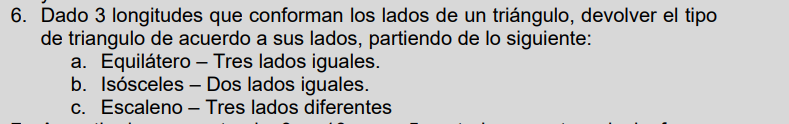 6. Dado 3 longitudes que conforman los lados de un triángulo, devolver el tipo
de triangulo de acuerdo a sus lados, partiendo de lo siguiente:
a. Equilátero – Tres lados iguales.
b. Isósceles – Dos lados iguales.
c. Escaleno – Tres lados diferentes